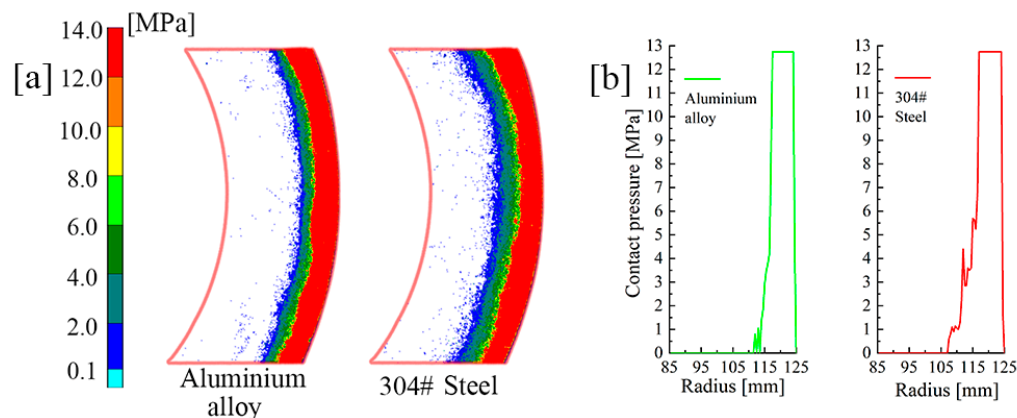 [MPa]
14.0
12.0
10.0
8.0
6.0
4.0
2.0
0.1
[a]
Aluminium
alloy
304# Steel
[b]
13
12
11
10
9
8
7
6
5
4
3
2
1
0
Contact pressure [MPa]
Aluminium
alloy
85 95 105 115 125
Radius [mm]
13
12
11
10
9
8
7
6
5
4
3
2
1
0
304#
Steel
85 95 105 115 125
Radius [mm]